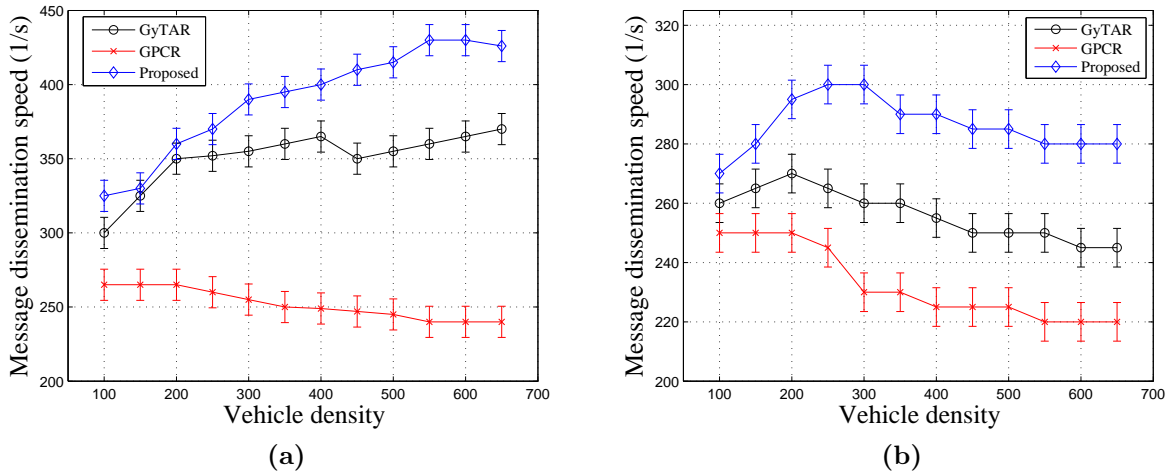 Message dissemination speed (1/s)
450
400
350
300
250
200
GyTAR
GPCR
Proposed
100 200 300 400 500 600 700
Vehicle density
(a)
Message dissemination speed (1/s)
320
300
280
260
240
220
200
GyTAR
GPCR
Proposed
100 200 300 400 500 600 700
Vehicle density
(b)